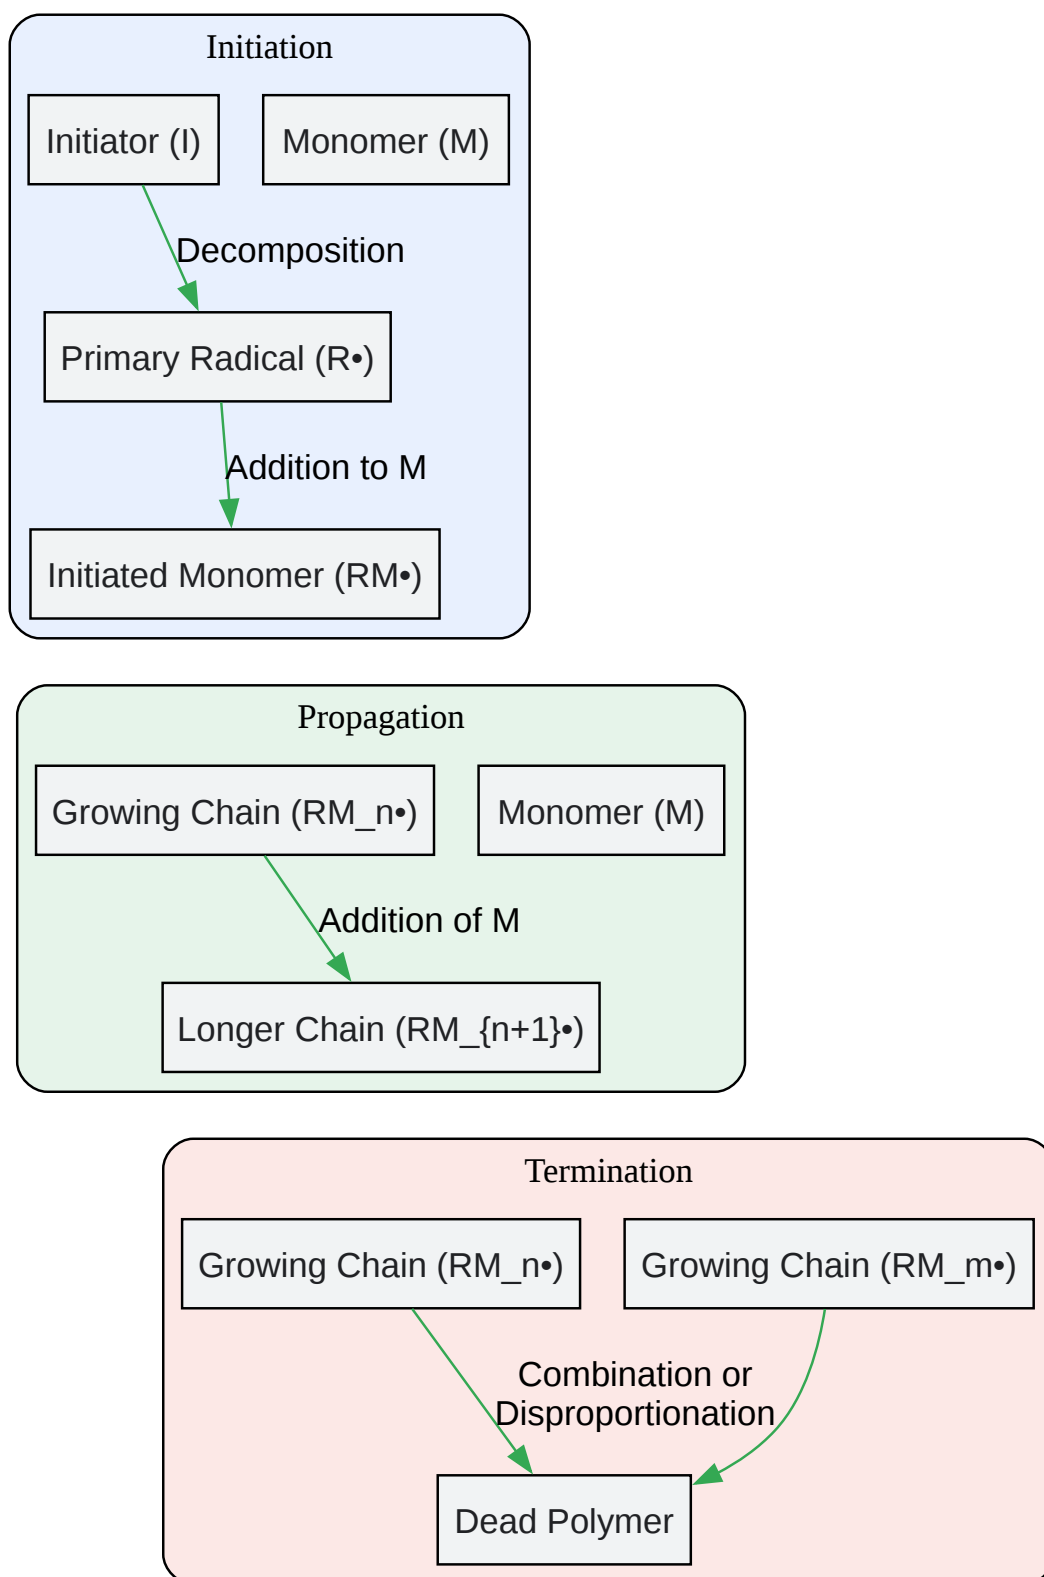 Initiation
Initiator (I)
Monomer (M)
Decomposition
Primary Radical (R•)
Addition to M
Initiated Monomer (RM•)
Propagation
Growing Chain (RM_n•)
Monomer (M)
Addition of M
Longer Chain (RM_{n+1}•)
Termination
Growing Chain (RM_n•)
Growing Chain (RM_m•)
Combination or
Disproportionation
Dead Polymer